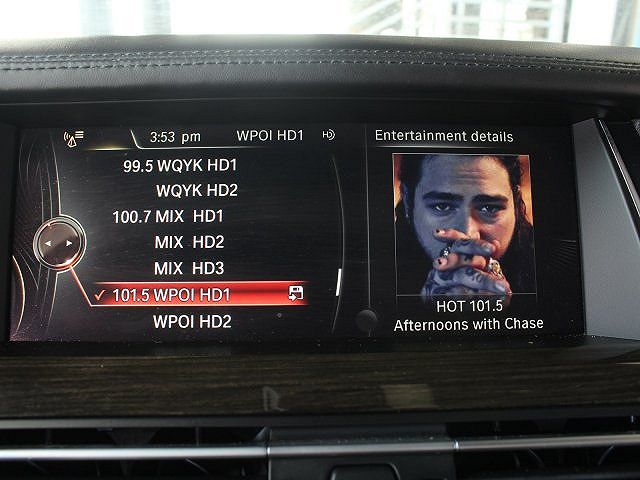 3:53 pm WPOI HD1 HD Entertainment details
99.5 WQYK HD1
WQYK HD2
100.7 MIX HD1
MIX HD2
MIX HD3
101.5 WPOI HD1
WPOI HD2
HOT 101.5
Afternoons with Chase